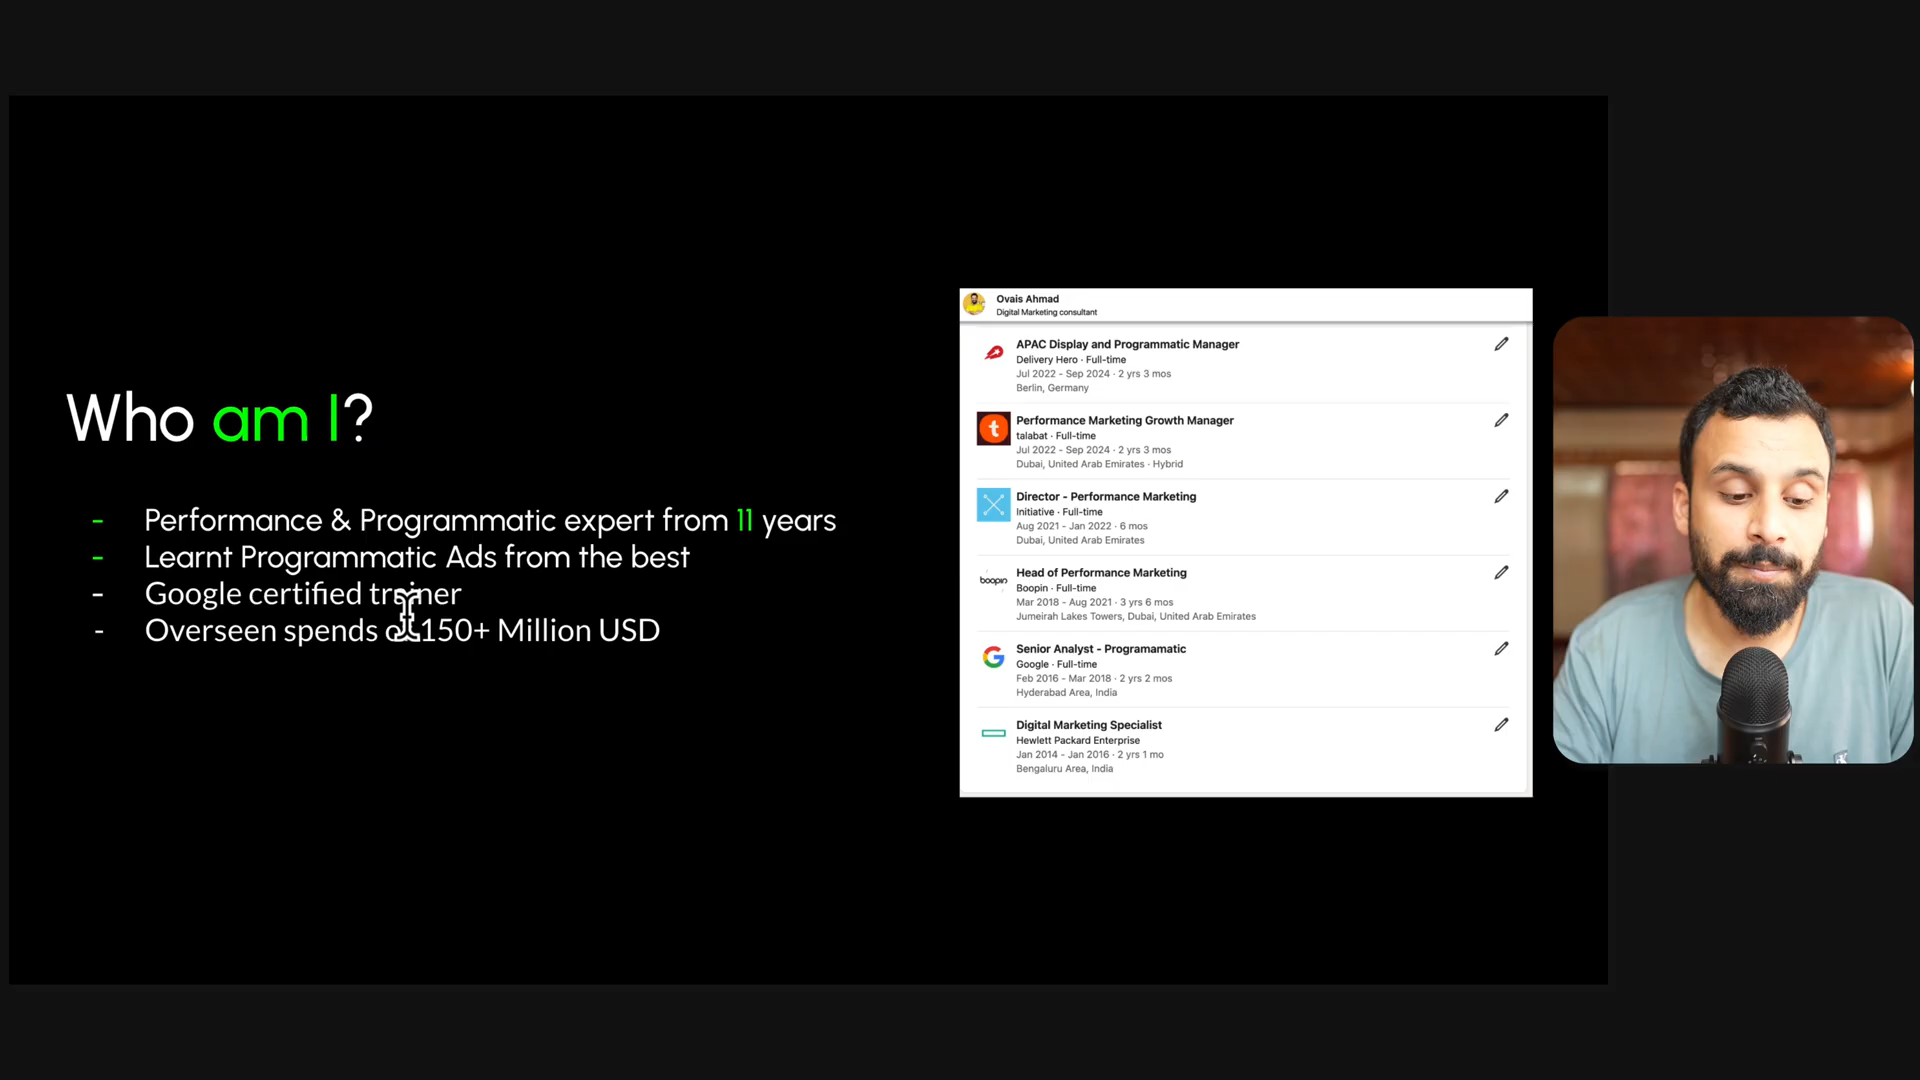 Who am I?
- Performance & Programmatic expert from 11 years
- Learnt Programmatic Ads from the best
- Google certified trainer
- Overseen spends of 150+ Million USD
Ovais Ahmad
Digital Marketing consultant
APAC Display and Programmatic Manager
Delivery Hero · Full-time
Jul 2022 - Sep 2024 · 2 yrs 3 mos
Berlin, Germany
t
Performance Marketing Growth Manager
talabat · Full-time
Jul 2022 - Sep 2024 · 2 yrs 3 mos
Dubai, United Arab Emirates · Hybrid
Director - Performance Marketing
Initiative · Full-time
Aug 2021 - Jan 2022 · 6 mos
Dubai, United Arab Emirates
boopin
Head of Performance Marketing
Boopin · Full-time
Mar 2018 - Aug 2021 · 3 yrs 6 mos
Jumeirah Lakes Towers, Dubai, United Arab Emirates
G
Senior Analyst - Programamatic
Google · Full-time
Feb 2016 - Mar 2018 · 2 yrs 2 mos
Hyderabad Area, India
Digital Marketing Specialist
Hewlett Packard Enterprise
Jan 2014 - Jan 2016 · 2 yrs 1 mo
Bengaluru Area, India